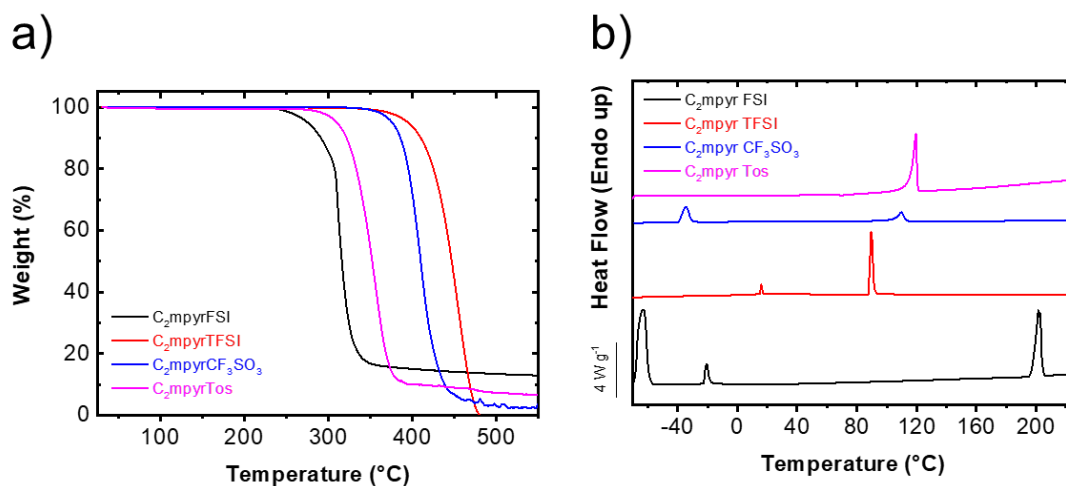 a)
Weight (%)
100
80
60
40
20
0
C₂mpyrFSI
C₂mpyrTFSI
C₂mpyrCF₃SO₃
C₂mpyrTos
100 200 300 400 500
Temperature (°C)
b)
Heat Flow (Endo up)
4 W g⁻¹
C₂mpyr FSI
C₂mpyr TFSI
C₂mpyr CF₃SO₃
C₂mpyr Tos
-40 0 40 80 120 160 200
Temperature (°C)